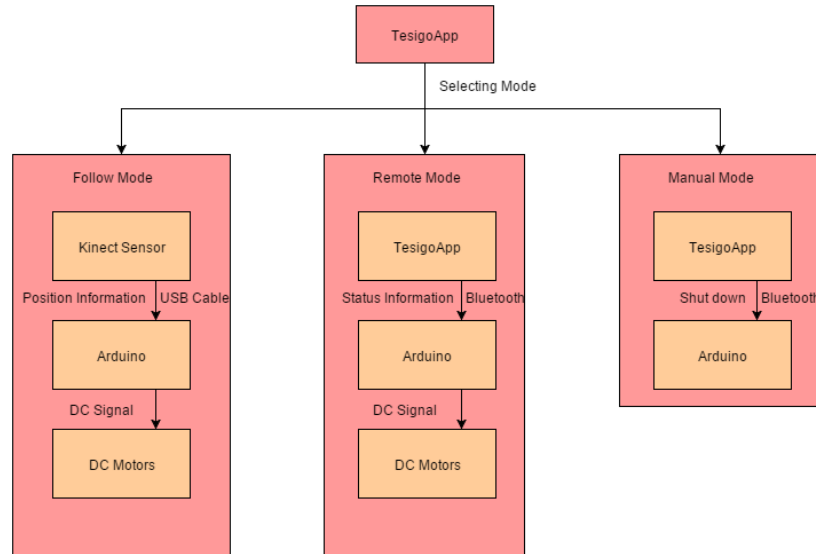 TesigoApp
Selecting Mode
Follow Mode
Kinect Sensor
Position Information
USB Cable
Arduino
DC Signal
DC Motors
Remote Mode
TesigoApp
Status Information
Bluetooth
Arduino
DC Signal
DC Motors
Manual Mode
TesigoApp
Shut down
Bluetooth
Arduino